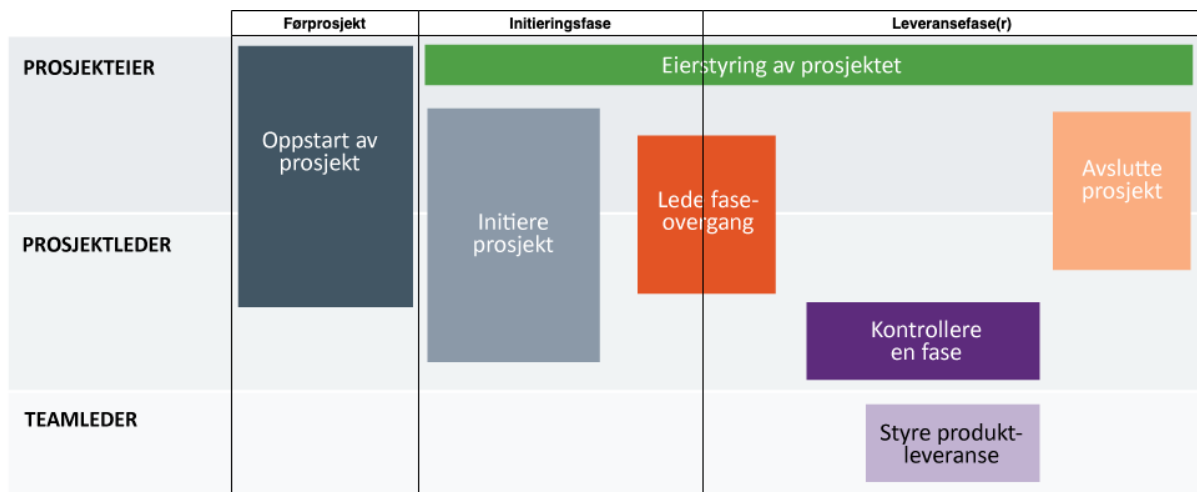 Førprosjekt
Initieringsfase
Leveransefase(r)
PROSJEKTEIER
Eierstyring av prosjektet
Oppstart av
prosjekt
Avslutte
prosjekt
Lede fase-
overgang
PROSJEKTLEDER
Initiere
prosjekt
Kontrollere
en fase
TEAMLEDER
Styre produkt-
leveranse